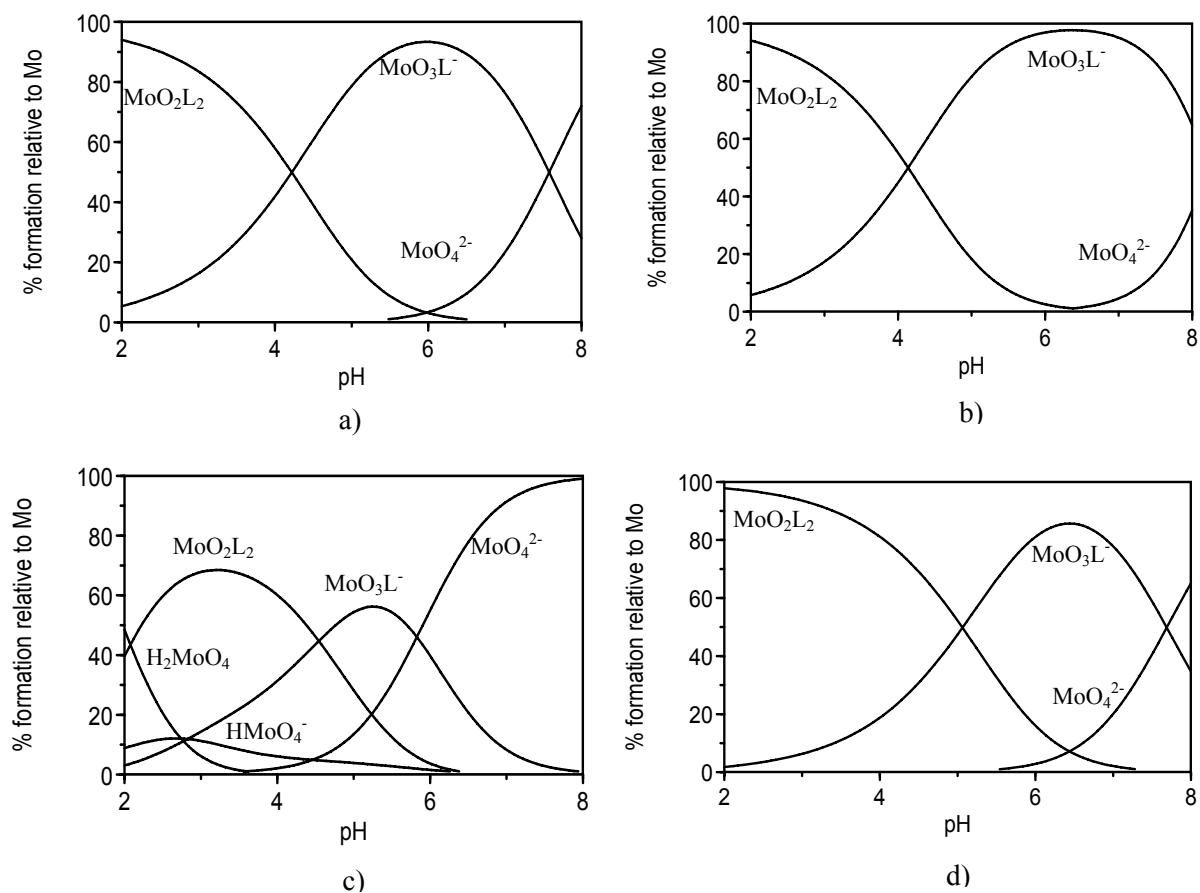 100
80
60
40
20
0
% formation relative to Mo
MoO₂L₂
MoO₃L⁻
MoO₄²⁻
2 4 6 8
pH
a)
100
80
60
40
20
0
% formation relative to Mo
MoO₂L₂
MoO₃L⁻
MoO₄²⁻
2 4 6 8
pH
b)
100
80
60
40
20
0
% formation relative to Mo
MoO₂L₂
MoO₃L⁻
MoO₄²⁻
H₂MoO₄
HMoO₄⁻
2 4 6 8
pH
c)
100
80
60
40
20
0
% formation relative to Mo
MoO₂L₂
MoO₃L⁻
MoO₄²⁻
2 4 6 8
pH
d)